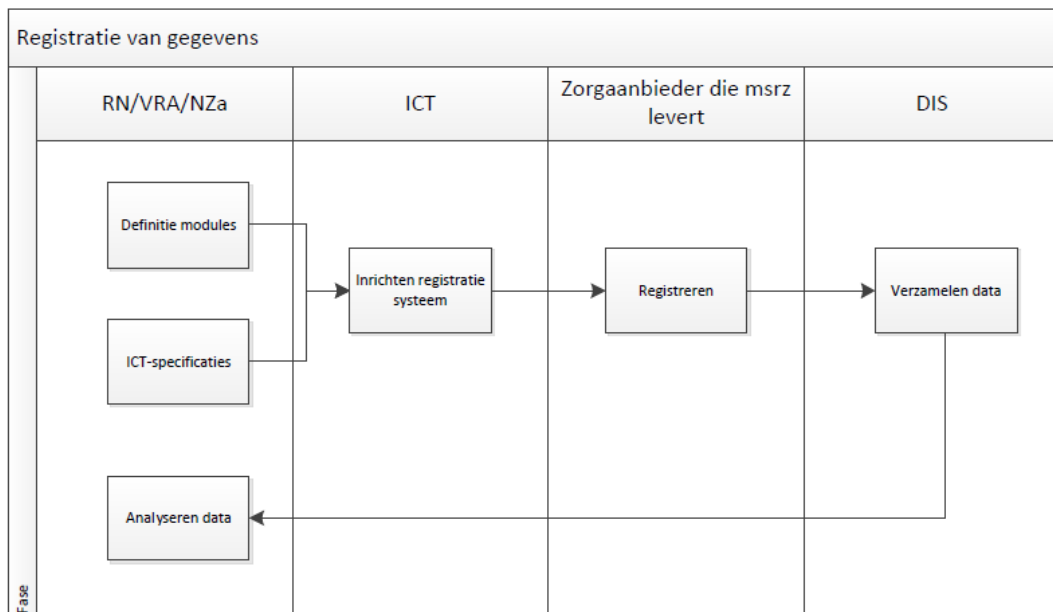 Registratie van gegevens
RN/VRA/NZa
ICT
Zorgaanbieder die msrz
levert
DIS
Definitie modules
Inrichten registratie
systeem
Registreren
Verzamelen data
ICT-specificaties
Analyseren data
Fase